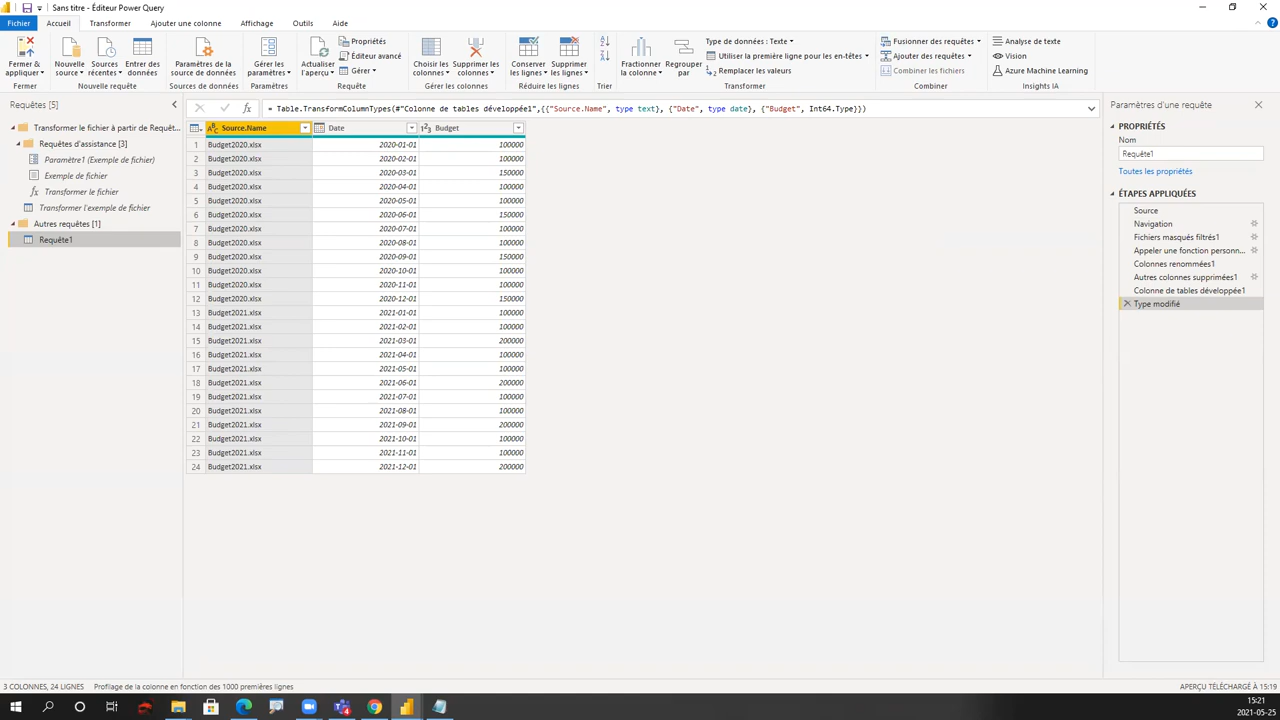 Sans titre - Éditeur Power Query
Fichier Accueil Transformer Ajouter une colonne Affichage Outils Aide
Fermer & appliquer
Nouvelle source
Sources récentes
Entrer des données
Paramètres de la source de données
Gérer les paramètres
Actualiser l'aperçu
Propriétés
Éditeur avancé
Gérer
Choisir les colonnes
Supprimer les colonnes
Conserver les lignes
Supprimer les lignes
Fractionner la colonne
Regrouper par
Type de données : Texte
Utiliser la première ligne pour les en-têtes
Remplacer les valeurs
Fusionner des requêtes
Ajouter des requêtes
Combiner les fichiers
Analyse de texte
Vision
Azure Machine Learning
Fermer Nouvelle requête Sources de données Paramètres Requête Gérer les colonnes Réduire les lignes Trier Transformer Combiner Insights IA
Requêtes [5]
Transformer le fichier à partir de Requêt...
Requêtes d'assistance [3]
Paramètre1 (Exemple de fichier)
Exemple de fichier
fx Transformer le fichier
Transformer l'exemple de fichier
Autres requêtes [1]
Requête1
fx = Table.TransformColumnTypes(#"Colonne de tables développée1",{{"Source.Name", type text}, {"Date", type date}, {"Budget", Int64.Type}})
Source.Name Date Budget
1 Budget2020.xlsx 2020-01-01 100000
2 Budget2020.xlsx 2020-02-01 100000
3 Budget2020.xlsx 2020-03-01 150000
4 Budget2020.xlsx 2020-04-01 100000
5 Budget2020.xlsx 2020-05-01 100000
6 Budget2020.xlsx 2020-06-01 150000
7 Budget2020.xlsx 2020-07-01 100000
8 Budget2020.xlsx 2020-08-01 100000
9 Budget2020.xlsx 2020-09-01 150000
10 Budget2020.xlsx 2020-10-01 100000
11 Budget2020.xlsx 2020-11-01 100000
12 Budget2020.xlsx 2020-12-01 150000
13 Budget2021.xlsx 2021-01-01 100000
14 Budget2021.xlsx 2021-02-01 100000
15 Budget2021.xlsx 2021-03-01 200000
16 Budget2021.xlsx 2021-04-01 100000
17 Budget2021.xlsx 2021-05-01 100000
18 Budget2021.xlsx 2021-06-01 200000
19 Budget2021.xlsx 2021-07-01 100000
20 Budget2021.xlsx 2021-08-01 100000
21 Budget2021.xlsx 2021-09-01 200000
22 Budget2021.xlsx 2021-10-01 100000
23 Budget2021.xlsx 2021-11-01 100000
24 Budget2021.xlsx 2021-12-01 200000
Paramètres d'une requête
PROPRIÉTÉS
Nom
Requête1
Toutes les propriétés
ÉTAPES APPLIQUÉES
Source
Navigation
Fichiers masqués filtrés1
Appeler une fonction personn...
Colonnes renommées1
Autres colonnes supprimées1
Colonne de tables développée1
Type modifié
3 COLONNES, 24 LIGNES Profilage de la colonne en fonction des 1000 premières lignes
APERÇU TÉLÉCHARGÉ À 15:19
15:21
2021-05-25